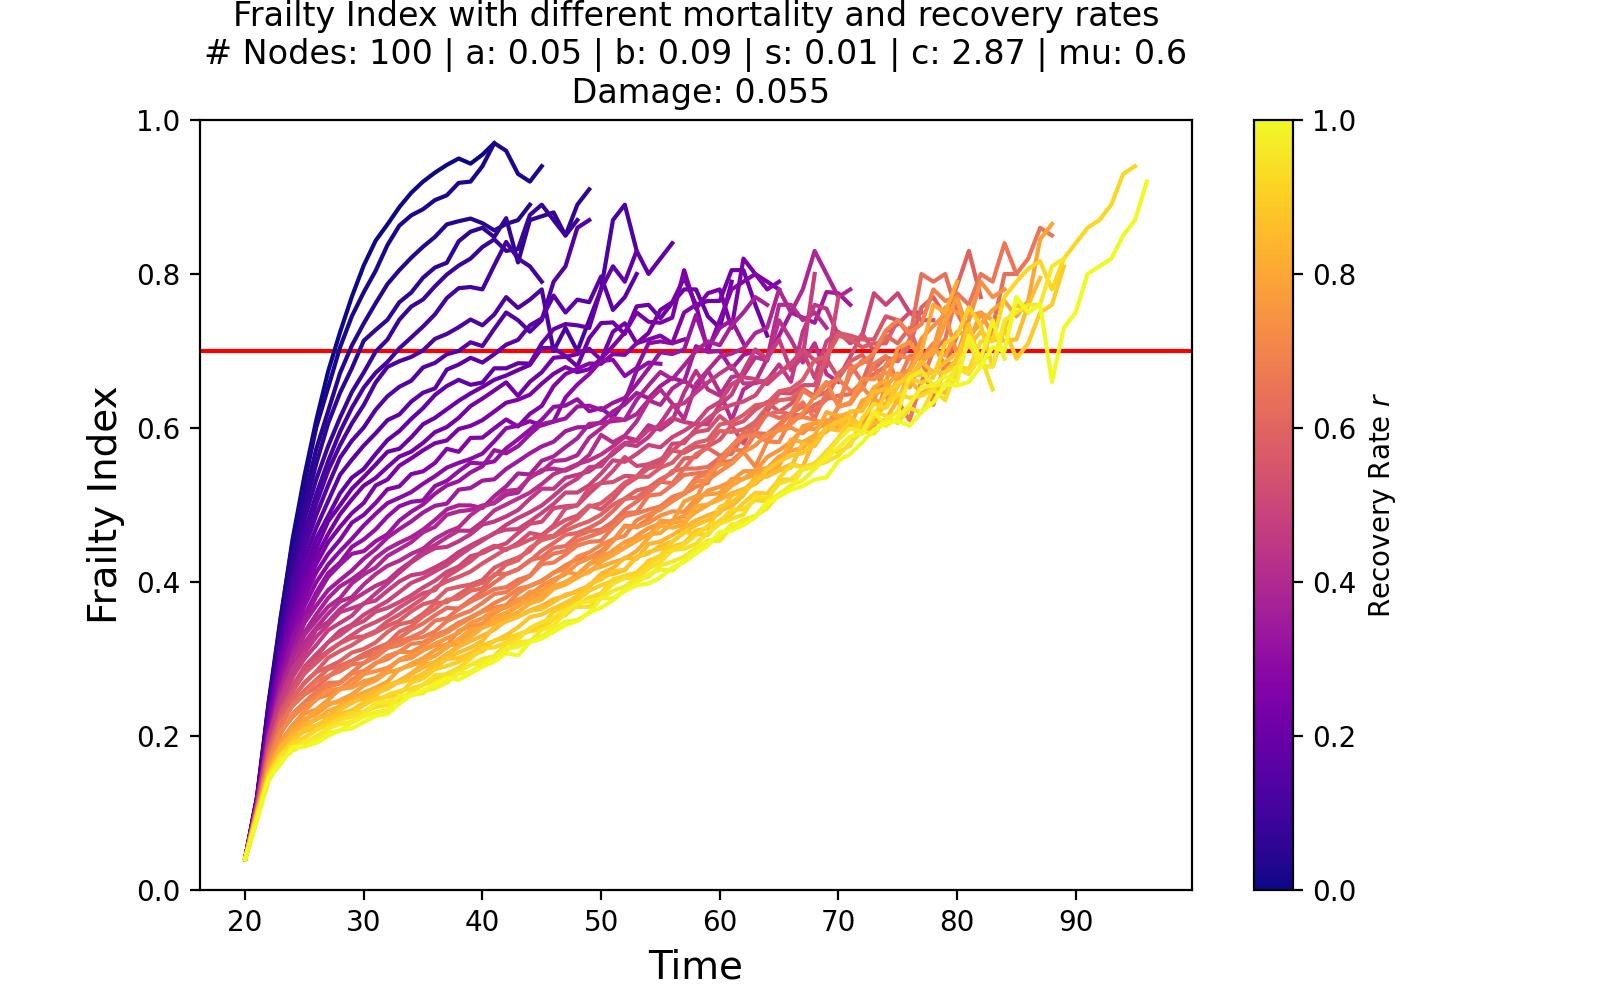 Frailty Index with different mortality and recovery rates
# Nodes: 100 | a: 0.05 | b: 0.09 | s: 0.01 | c: 2.87 | mu: 0.6
Damage: 0.055
1.0
0.8
0.6
0.4
0.2
0.0
Frailty Index
20 30 40 50 60 70 80 90
Time
1.0
0.8
0.6
0.4
0.2
0.0
Recovery Rate r